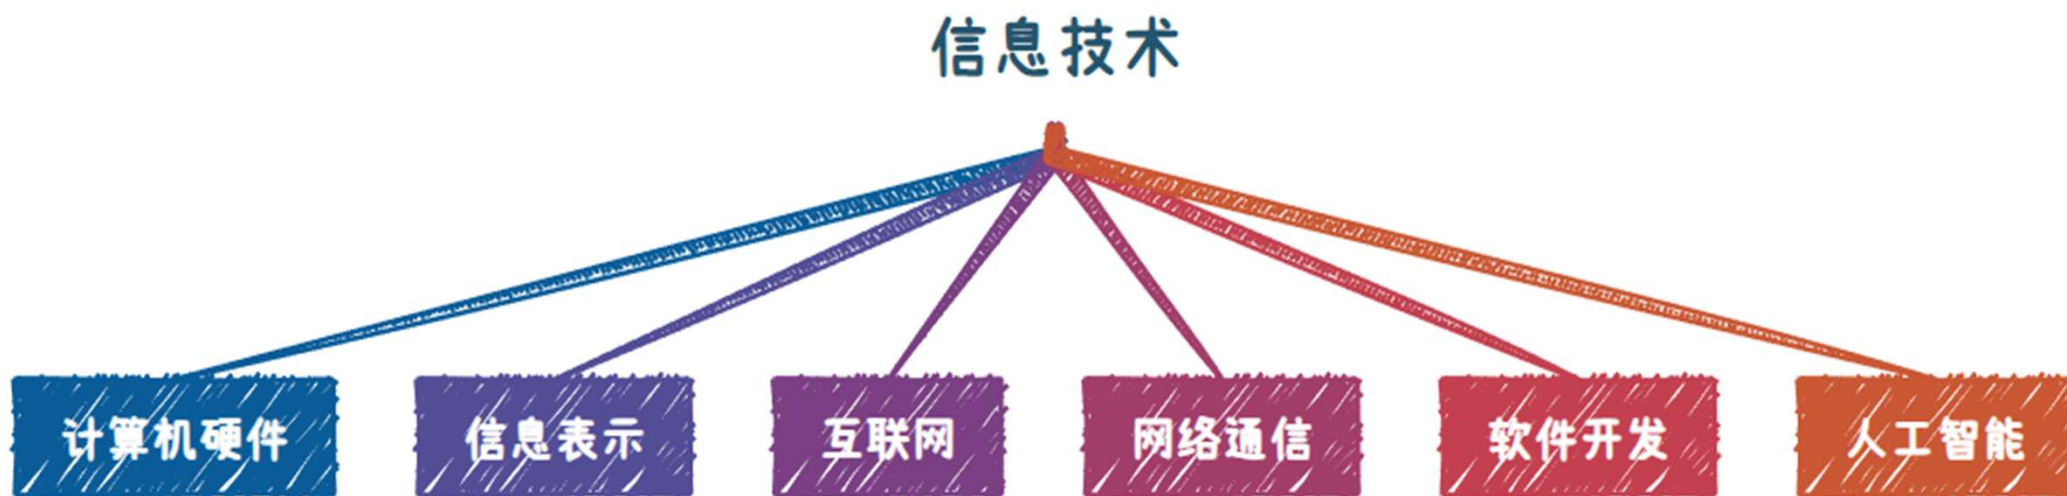 信息技术
计算机硬件
信息表示
互联网
网络通信
软件开发
人工智能